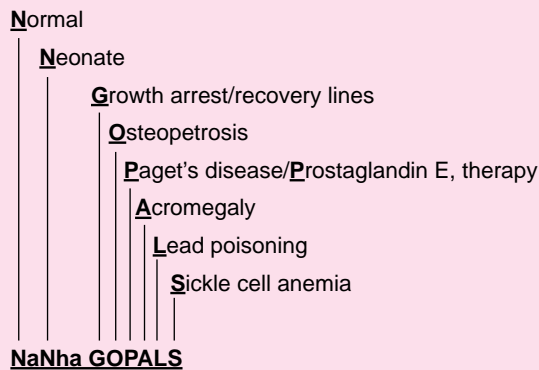 Normal
Neonate
Growth arrest/recovery lines
Osteopetrosis
Paget's disease/Prostaglandin E, therapy
Acromegaly
Lead poisoning
Sickle cell anemia
NaNha GOPALS